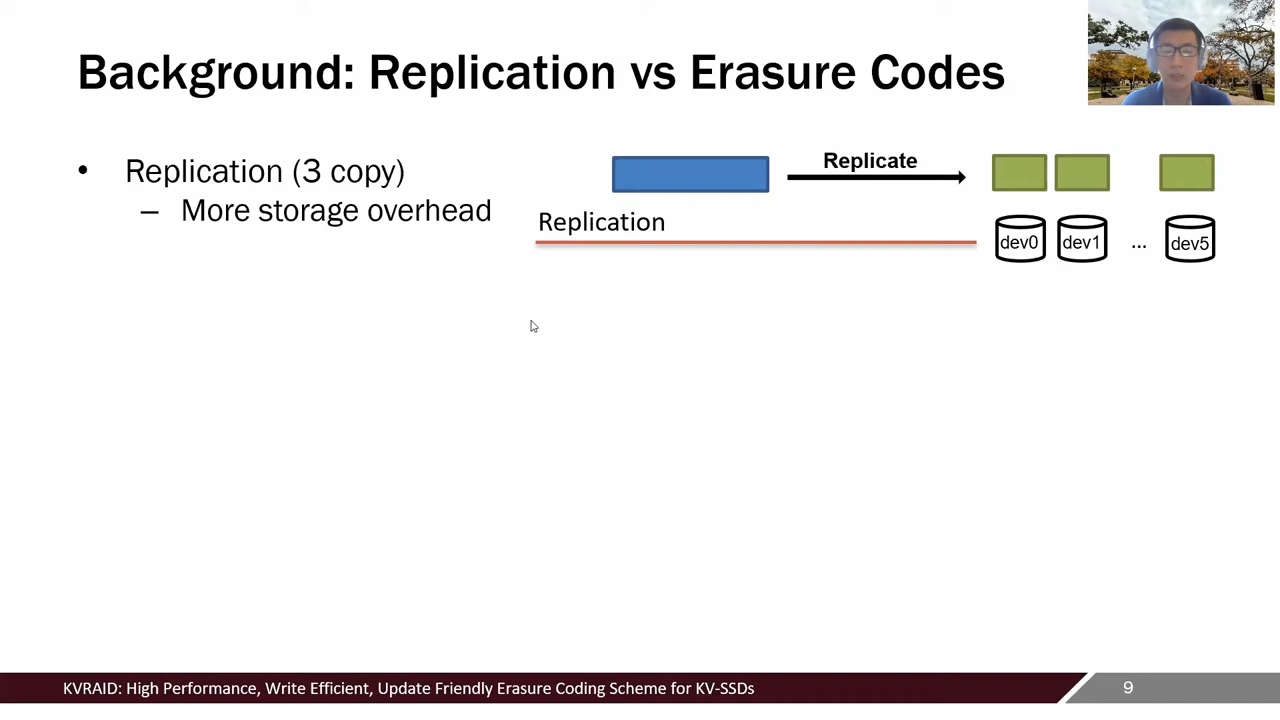 Background: Replication vs Erasure Codes
• Replication (3 copy)
– More storage overhead
Replicate
Replication
dev0 dev1 ... dev5
KVRAID: High Performance, Write Efficient, Update Friendly Erasure Coding Scheme for KV-SSDs
9